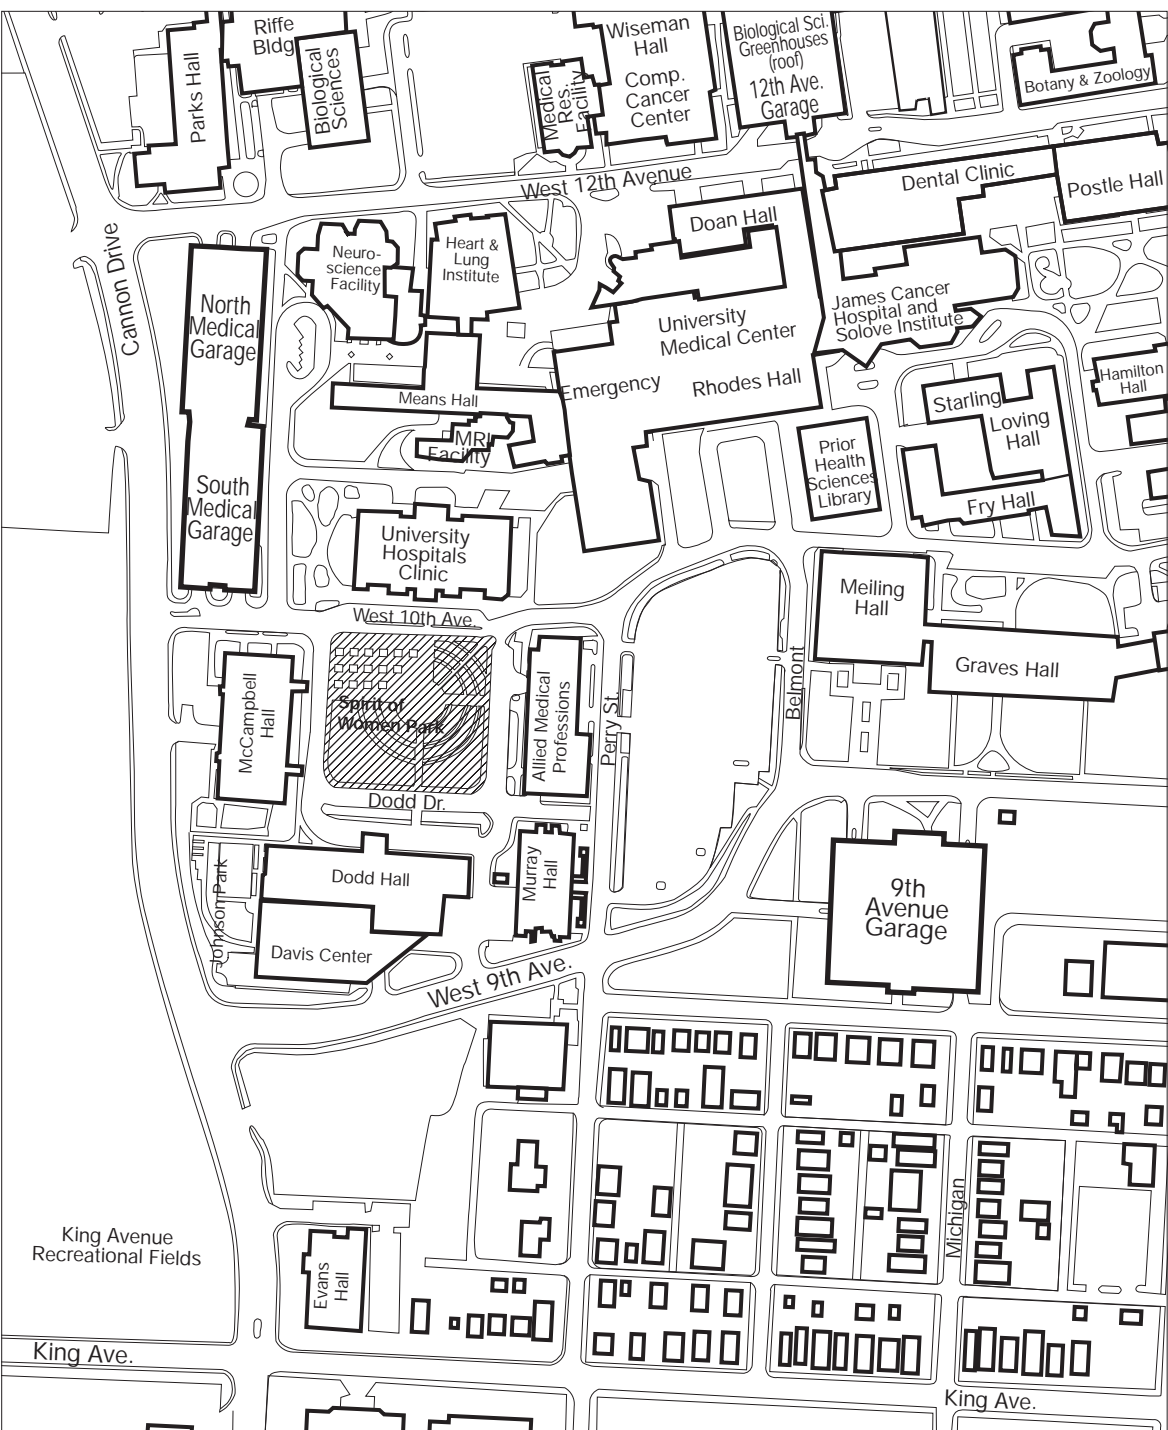 Riffe
Bldg
Parks Hall
Biological
Sciences
Wiseman
Hall
Comp.
Cancer
Center
Medical
Res.
Facility
Biological Sci.
Greenhouses
(roof)
12th Ave.
Garage
Botany & Zoology
West 12th Avenue
Dental Clinic
Postle Hall
Doan Hall
Cannon Drive
Neuro-
science
Facility
Heart &
Lung
Institute
North
Medical
Garage
University
Medical Center
James Cancer
Hospital and
Solove Institute
Emergency
Rhodes Hall
Means Hall
Hamilton
Hall
Starling
Loving
Hall
MRI
Facility
Prior
Health
Sciences
Library
South
Medical
Garage
Fry Hall
University
Hospitals
Clinic
West 10th Ave.
Meiling
Hall
Graves Hall
McCampbell
Hall
Spirit of
Women Park
Allied Medical
Professions
Perry St.
Belmont
Dodd Dr.
Johnson Park
Dodd Hall
Murray
Hall
9th
Avenue
Garage
Davis Center
West 9th Ave.
Michigan
King Avenue
Recreational Fields
Evans
Hall
King Ave.
King Ave.